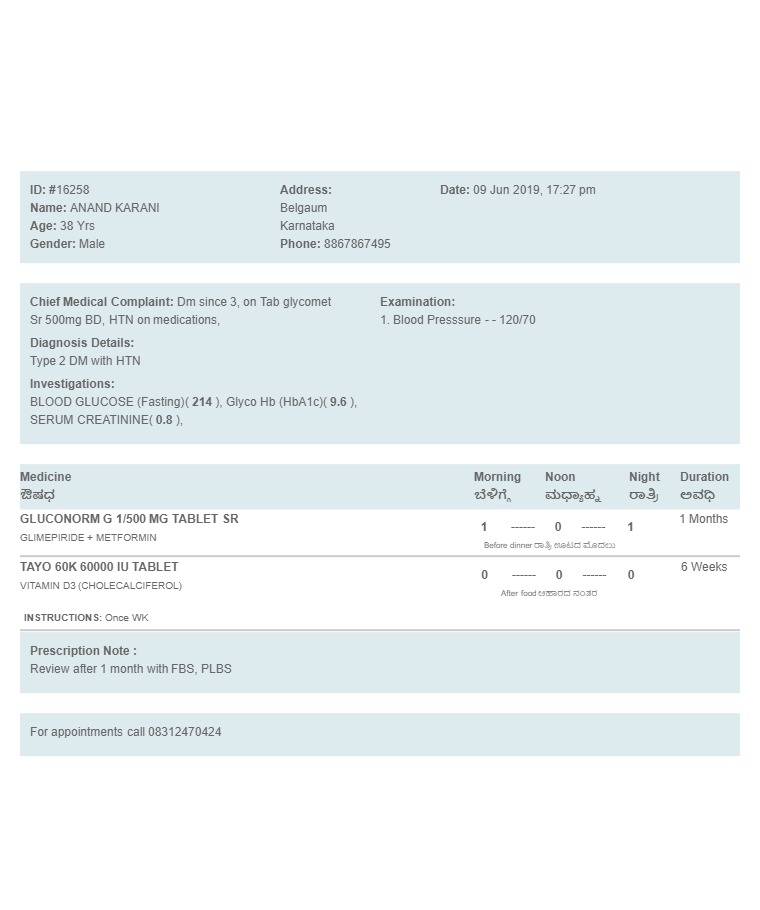 ID: #16258
Name: ANAND KARANI
Age: 38 Yrs
Gender: Male
Address:
Belgaum
Karnataka
Phone: 8867867495
Date: 09 Jun 2019, 17:27 pm
Chief Medical Complaint: Dm since 3, on Tab glycomet
Sr 500mg BD, HTN on medications,
Diagnosis Details:
Type 2 DM with HTN
Investigations:
BLOOD GLUCOSE (Fasting)( 214 ), Glyco Hb (HbA1c)( 9.6 ),
SERUM CREATININE( 0.8 ),
Examination:
1. Blood Presssure - - 120/70
Medicine Morning Noon Night Duration
ಔಷಧ ಬೆಳಿಗ್ಗೆ ಮಧ್ಯಾಹ್ನ ರಾತ್ರಿ ಅವಧಿ
GLUCONORM G 1/500 MG TABLET SR 1 ------ 0 ------ 1 1 Months
GLIMEPIRIDE + METFORMIN
Before dinner ರಾತ್ರಿ ಊಟದ ಮೊದಲು
TAYO 60K 60000 IU TABLET 0 ------ 0 ------ 0 6 Weeks
VITAMIN D3 (CHOLECALCIFEROL)
After food ಆಹಾರದ ನಂತರ
INSTRUCTIONS: Once WK
Prescription Note :
Review after 1 month with FBS, PLBS
For appointments call 08312470424